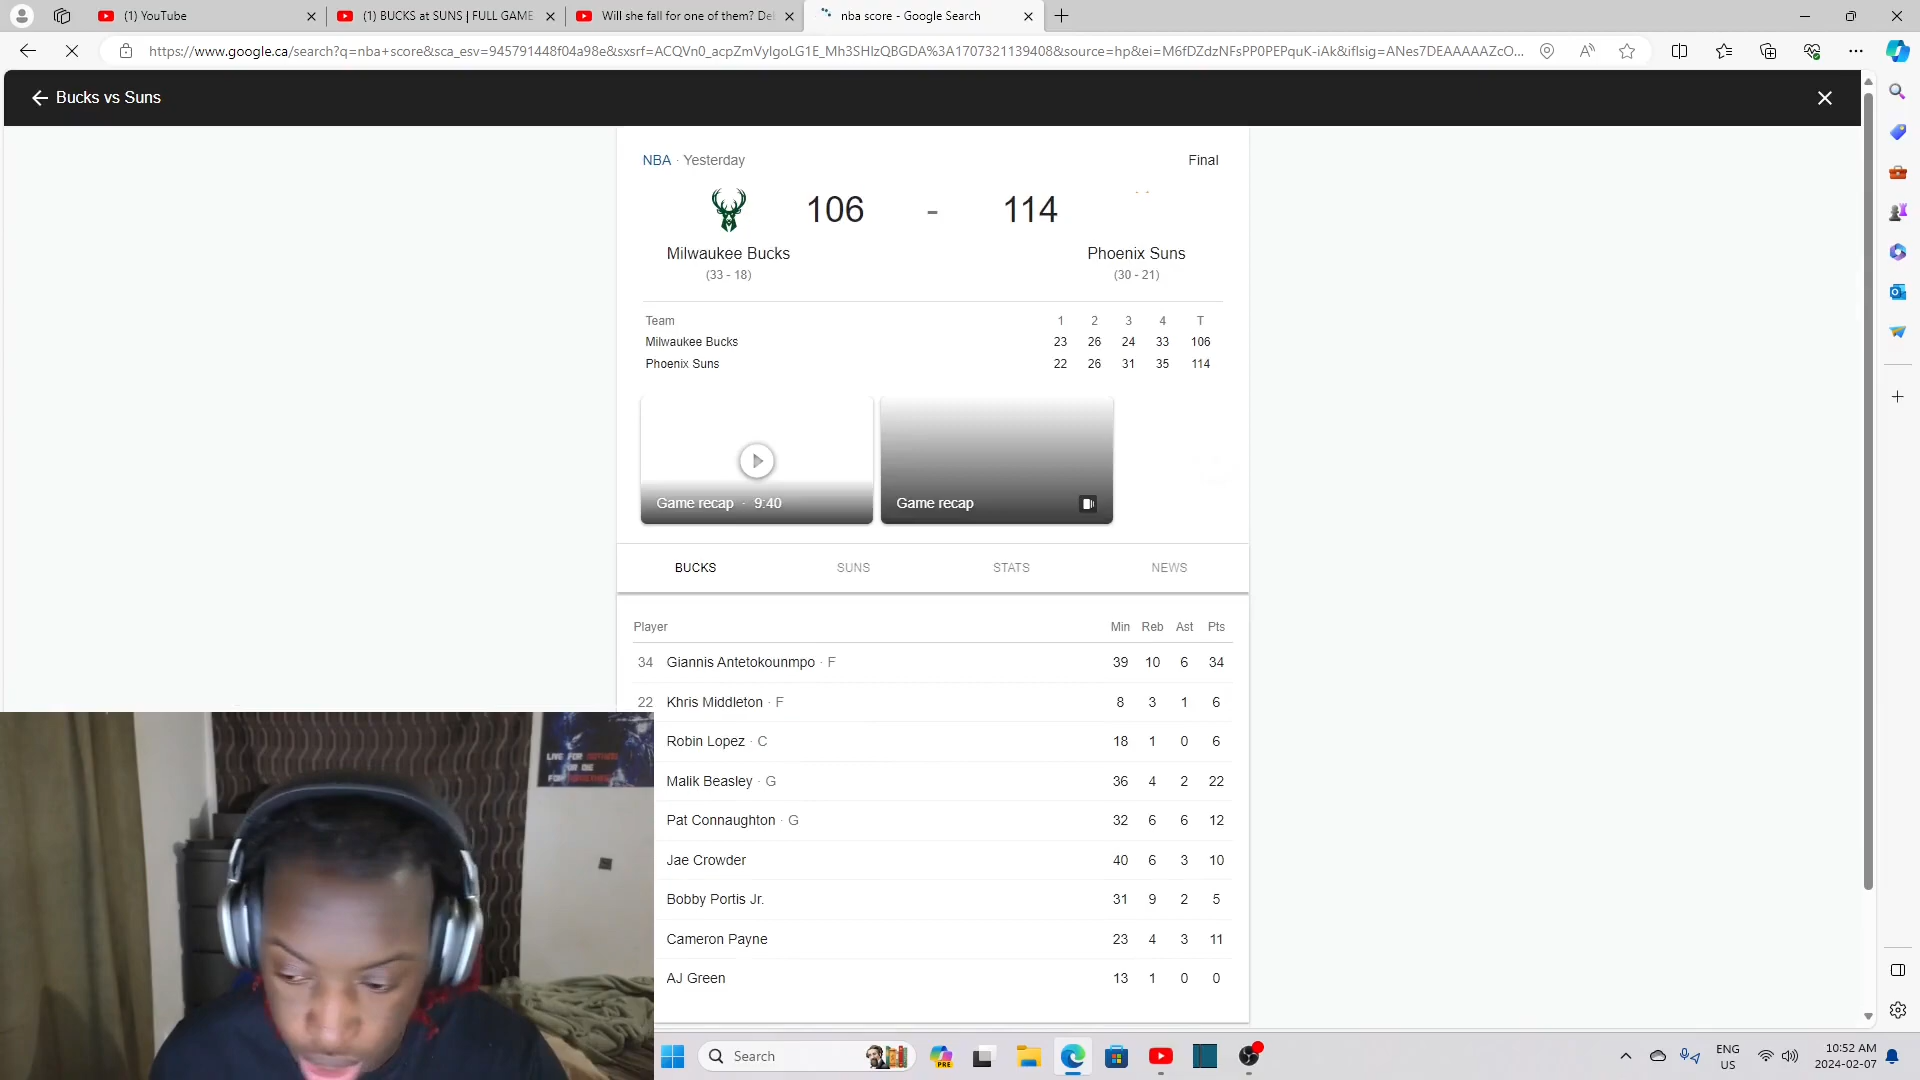 (1) YouTube
(1) BUCKS at SUNS | FULL GAME
Will she fall for one of them? Del
nba score - Google Search
https://www.google.ca/search?q=nba+score&sca_esv=945791448f04a98e&sxsrf=ACQVn0_acpZmVylgoLG1E_Mh3SHlzQBGDA%3A1707321139408&source=hp&ei=M6fDZdzNFsPP0PEPquK-iAk&iflsig=ANes7DEAAAAAZcO...
Bucks vs Suns
NBA · Yesterday
Final
106 - 114
Milwaukee Bucks
(33 - 18)
Phoenix Suns
(30 - 21)
Team 1 2 3 4 T
Milwaukee Bucks 23 26 24 33 106
Phoenix Suns 22 26 31 35 114
Game recap · 9:40
Game recap
BUCKS SUNS STATS NEWS
Player Min Reb Ast Pts
34 Giannis Antetokounmpo · F 39 10 6 34
22 Khris Middleton · F 8 3 1 6
Robin Lopez · C 18 1 0 6
Malik Beasley · G 36 4 2 22
Pat Connaughton · G 32 6 6 12
Jae Crowder 40 6 3 10
Bobby Portis Jr. 31 9 2 5
Cameron Payne 23 4 3 11
AJ Green 13 1 0 0
LIVE FOR
OR DIE
FOR
Search
PRE
ENG
US
10:52 AM
2024-02-07